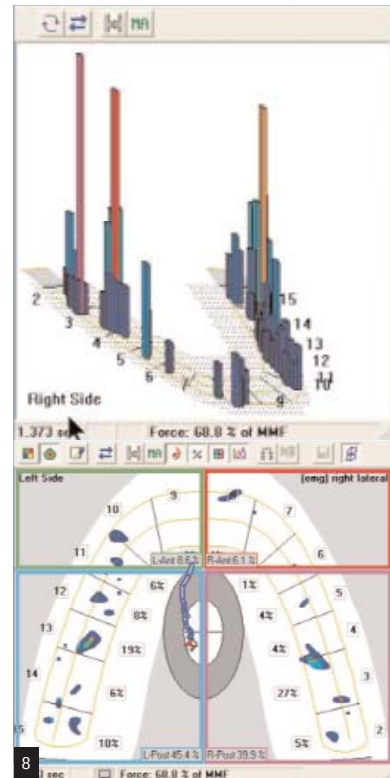 MA
15
14
13
12
11
10
9
2
3
4
5
6
7
Right Side
1.373 sec
Force: 68.8 % of MMF
MA
Left Side
(emg) right lateral
9
10
11
8
7
6
L-Ant 8.6%
R-Ant 6.1 %
12
6%
1%
5
13
8%
4%
4
19%
4%
3
14
6%
27%
15
10%
5%
2
L-Post 45.4 %
R-Post 39.9%
8
sec
Force: 68.8 % of MMF